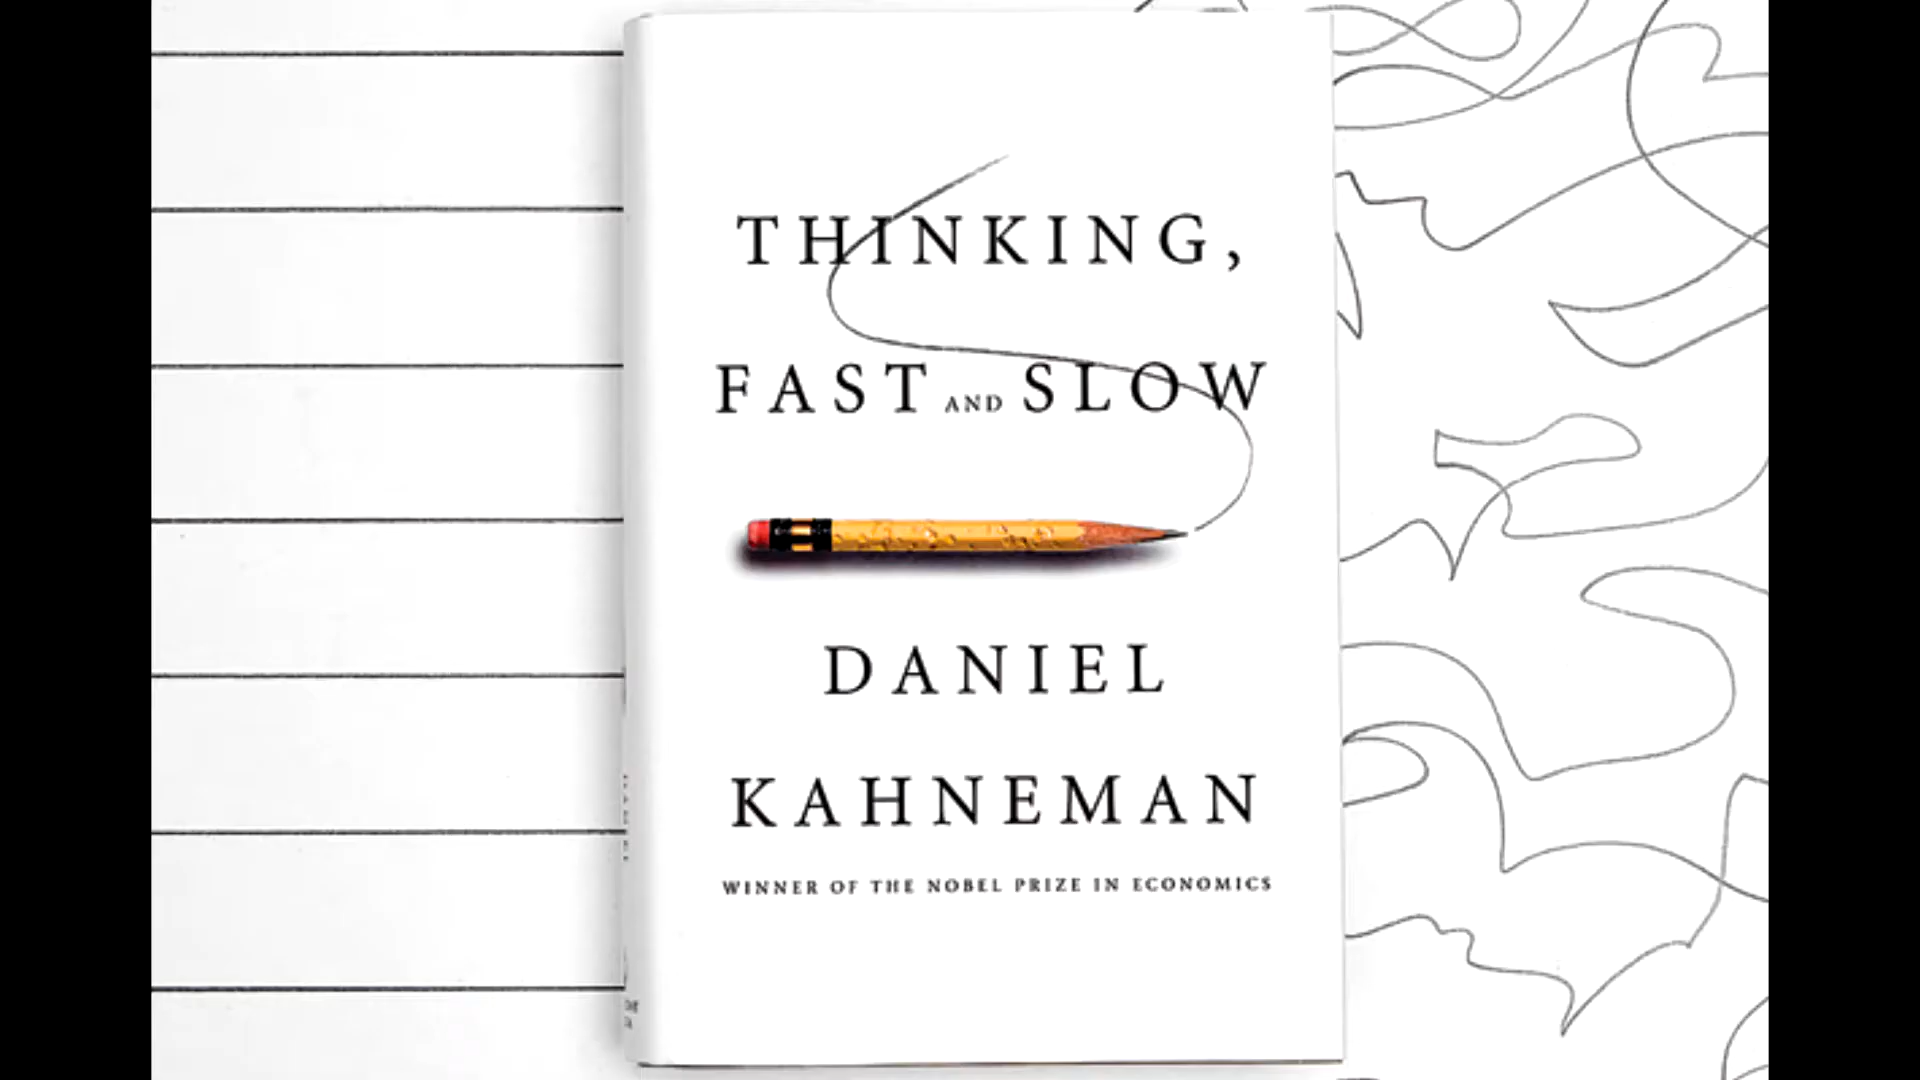 THINKING,
FAST AND SLOW
DANIEL
KAHNEMAN
WINNER OF THE NOBEL PRIZE IN ECONOMICS